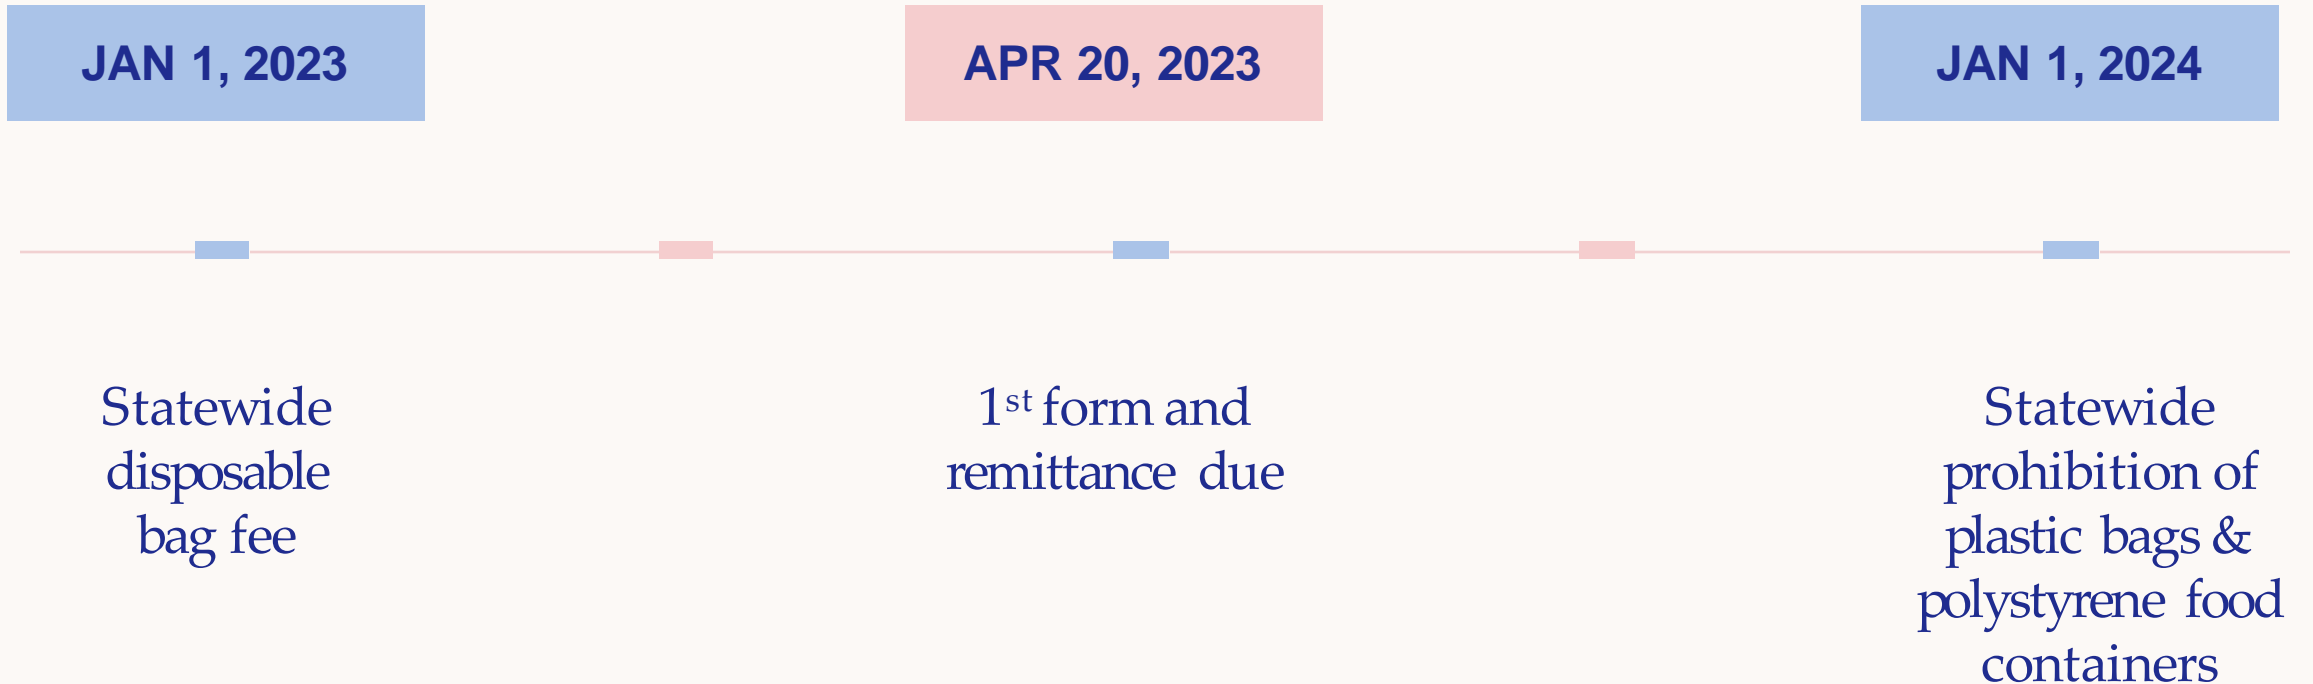 JAN 1, 2023
APR 20, 2023
JAN 1, 2024
Statewide
disposable
bag fee
1st form and
remittance due
Statewide
prohibition of
plastic bags &
polystyrene food
containers